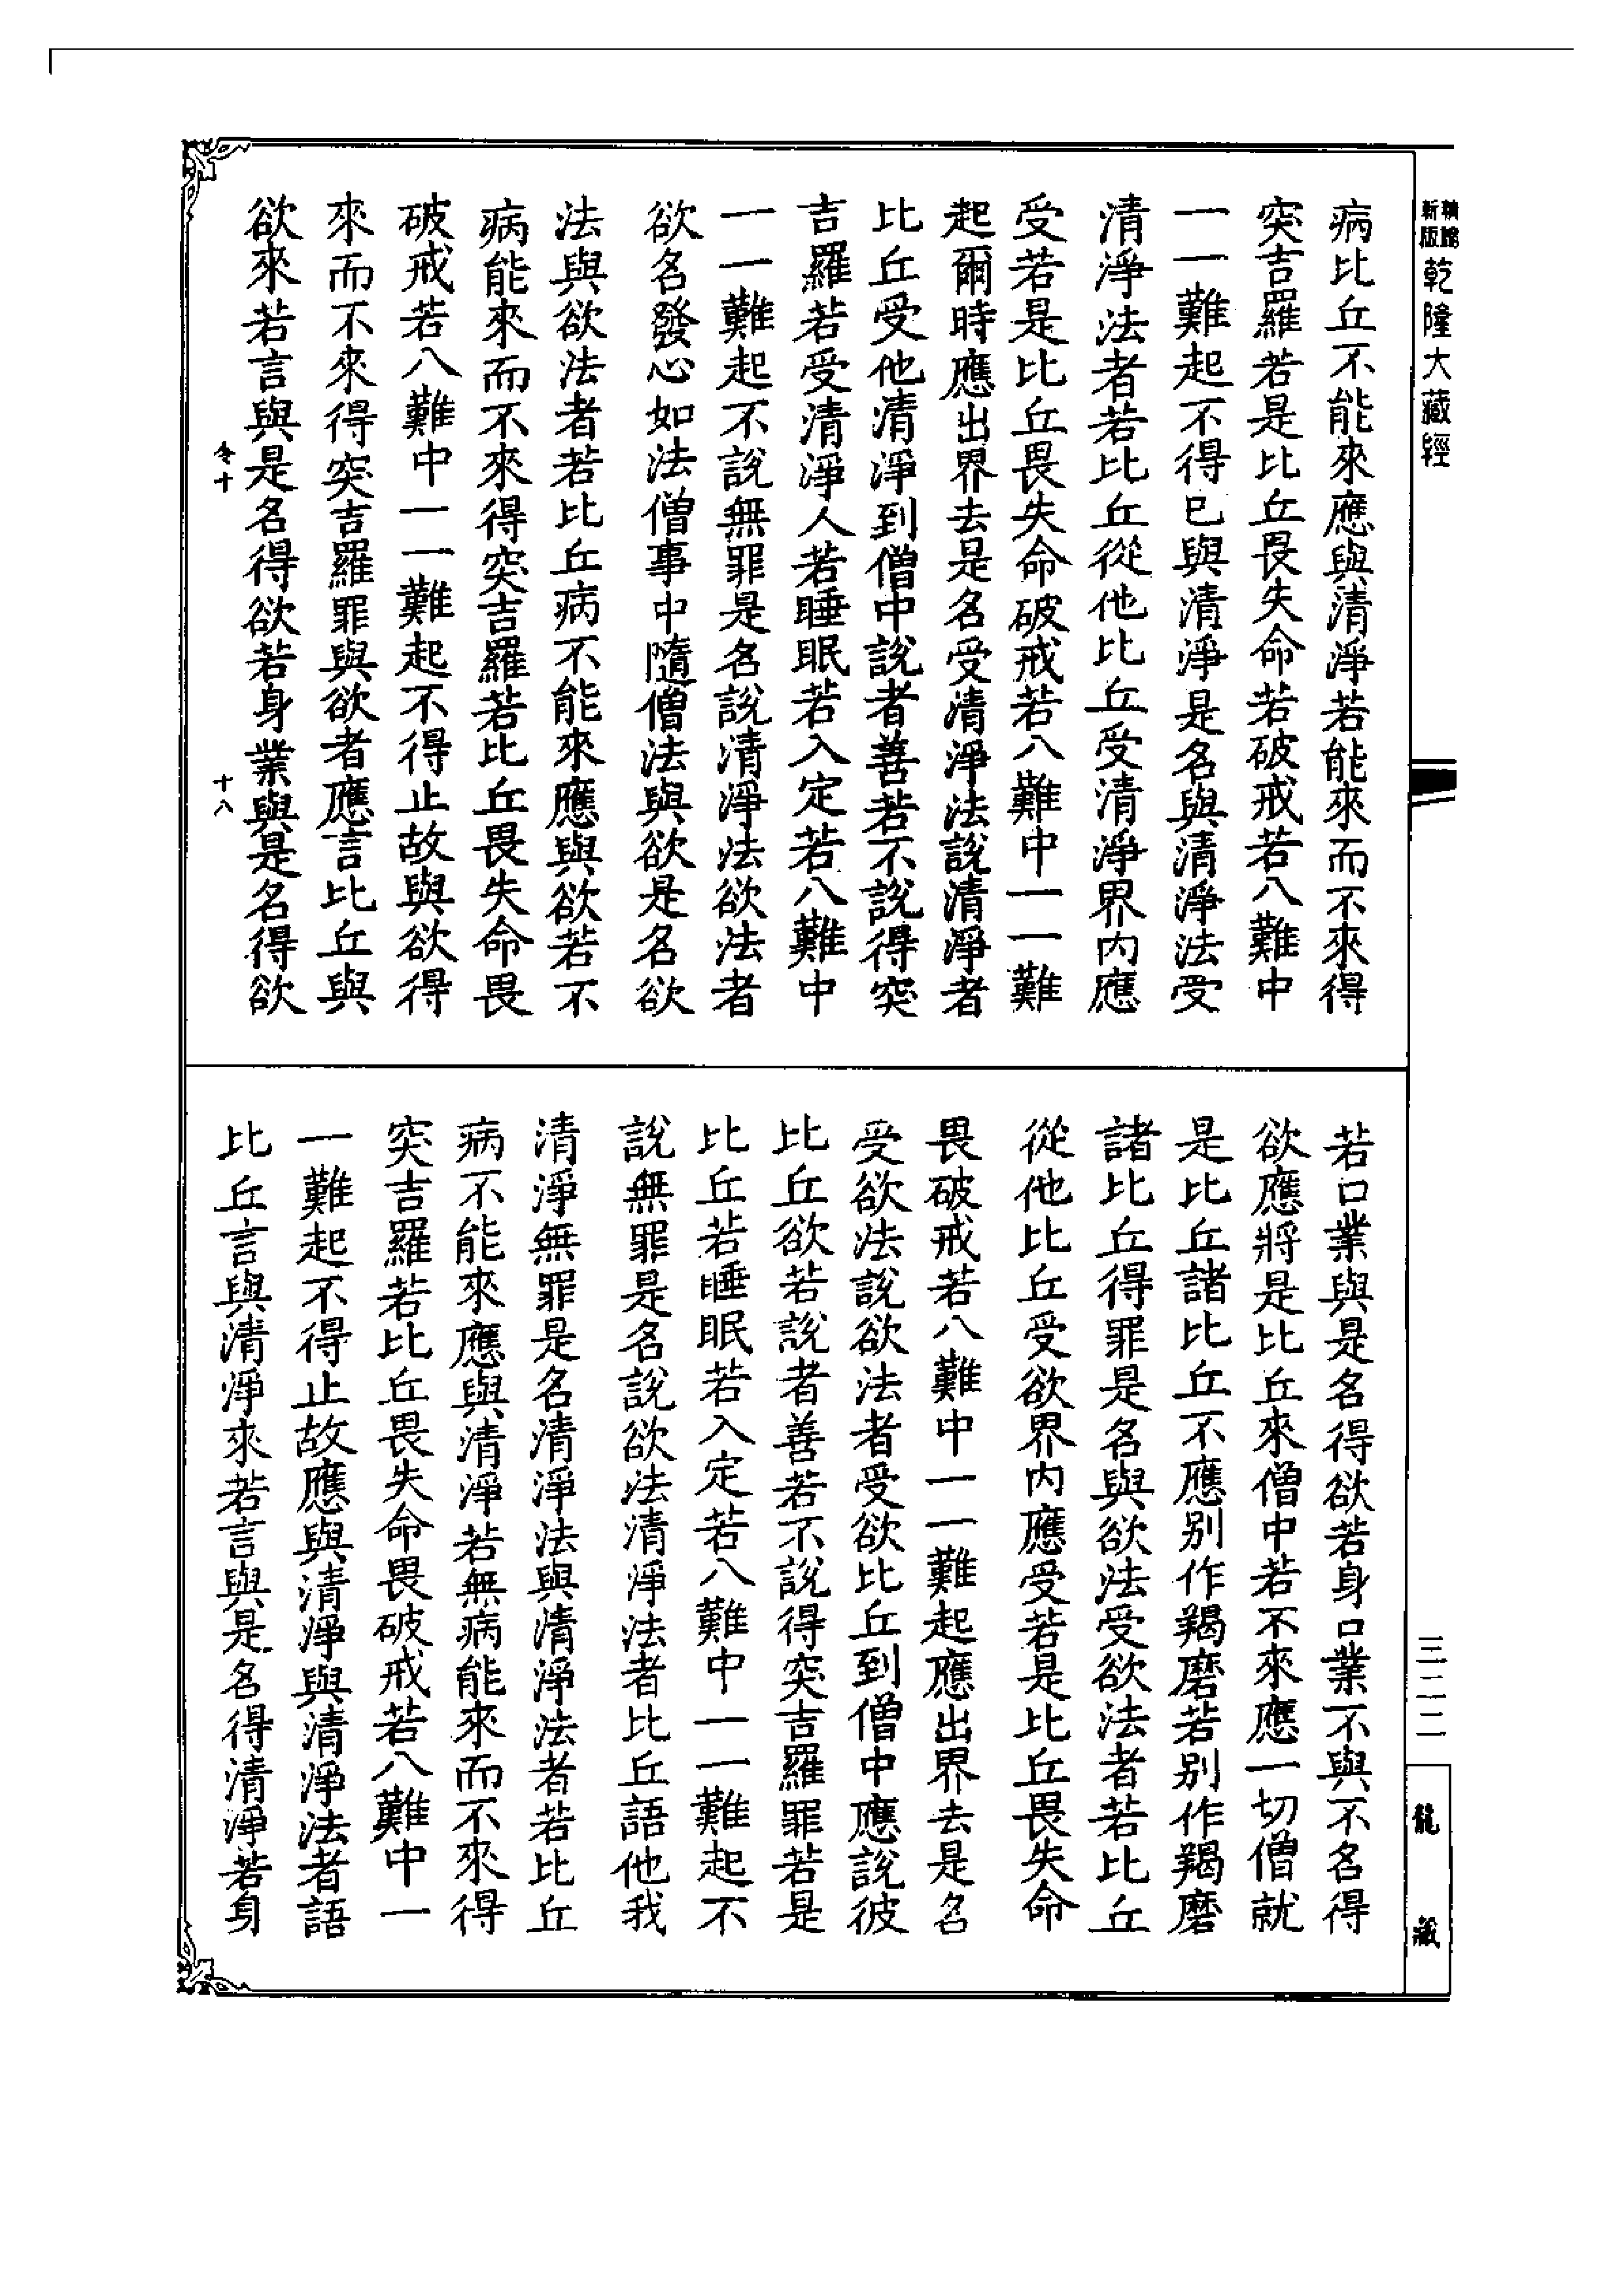 新版
乾隆大藏經
病比丘不能來應與清淨若能來而不來得
突吉羅若是比丘畏失命若破戒若八難中
一一難起不得已與清淨是名與清淨法受
清淨法者若比丘從他比丘受清淨界內應
受若是比丘畏失命破戒若八難中一一難
起爾時應出界去是名受清淨法說清淨者
比丘受他清淨到僧中說者善若不說得突
吉羅若受清淨人若睡眠若入定若八難中
一一難起不說無罪是名說清淨法欲法者
欲名發心如法僧事中隨僧法與欲是名欲
法與欲法者若比丘病不能來應與欲若不
病能來而不來得突吉羅若比丘畏失命畏
破戒若八難中一一難起不得止故與欲得
來而不來得突吉羅罪與欲者應言比丘與
欲來若言與是名得欲若身業與是名得欲
令十
十八
若口業與是名得欲若身口業不與不名得
欲應將是比丘來僧中若不來應一切僧就
是比丘諸比丘不應别作羯磨若别作羯磨
諸比丘得罪是名與欲法受欲法者若比丘
從他比丘受欲界内應受若是比丘畏失命
畏破戒若八難中一一難起應出界去是名
受欲法說欲法者受欲比丘到僧中應說彼
比丘欲若說者善若不說得突吉羅罪若是
比丘若睡眠若入定若八難中一一難起不
說無罪是名說欲法清淨法者比丘語他我
清淨無罪是名清淨法與清淨法者若比丘
病不能來應與清淨若無病能來而不來得
突吉羅若比丘畏失命畏破戒若八難中一
一難起不得止故應與清淨與清淨法者語
比丘言與清淨來若言與是名得清淨若身
三二二
龍藏